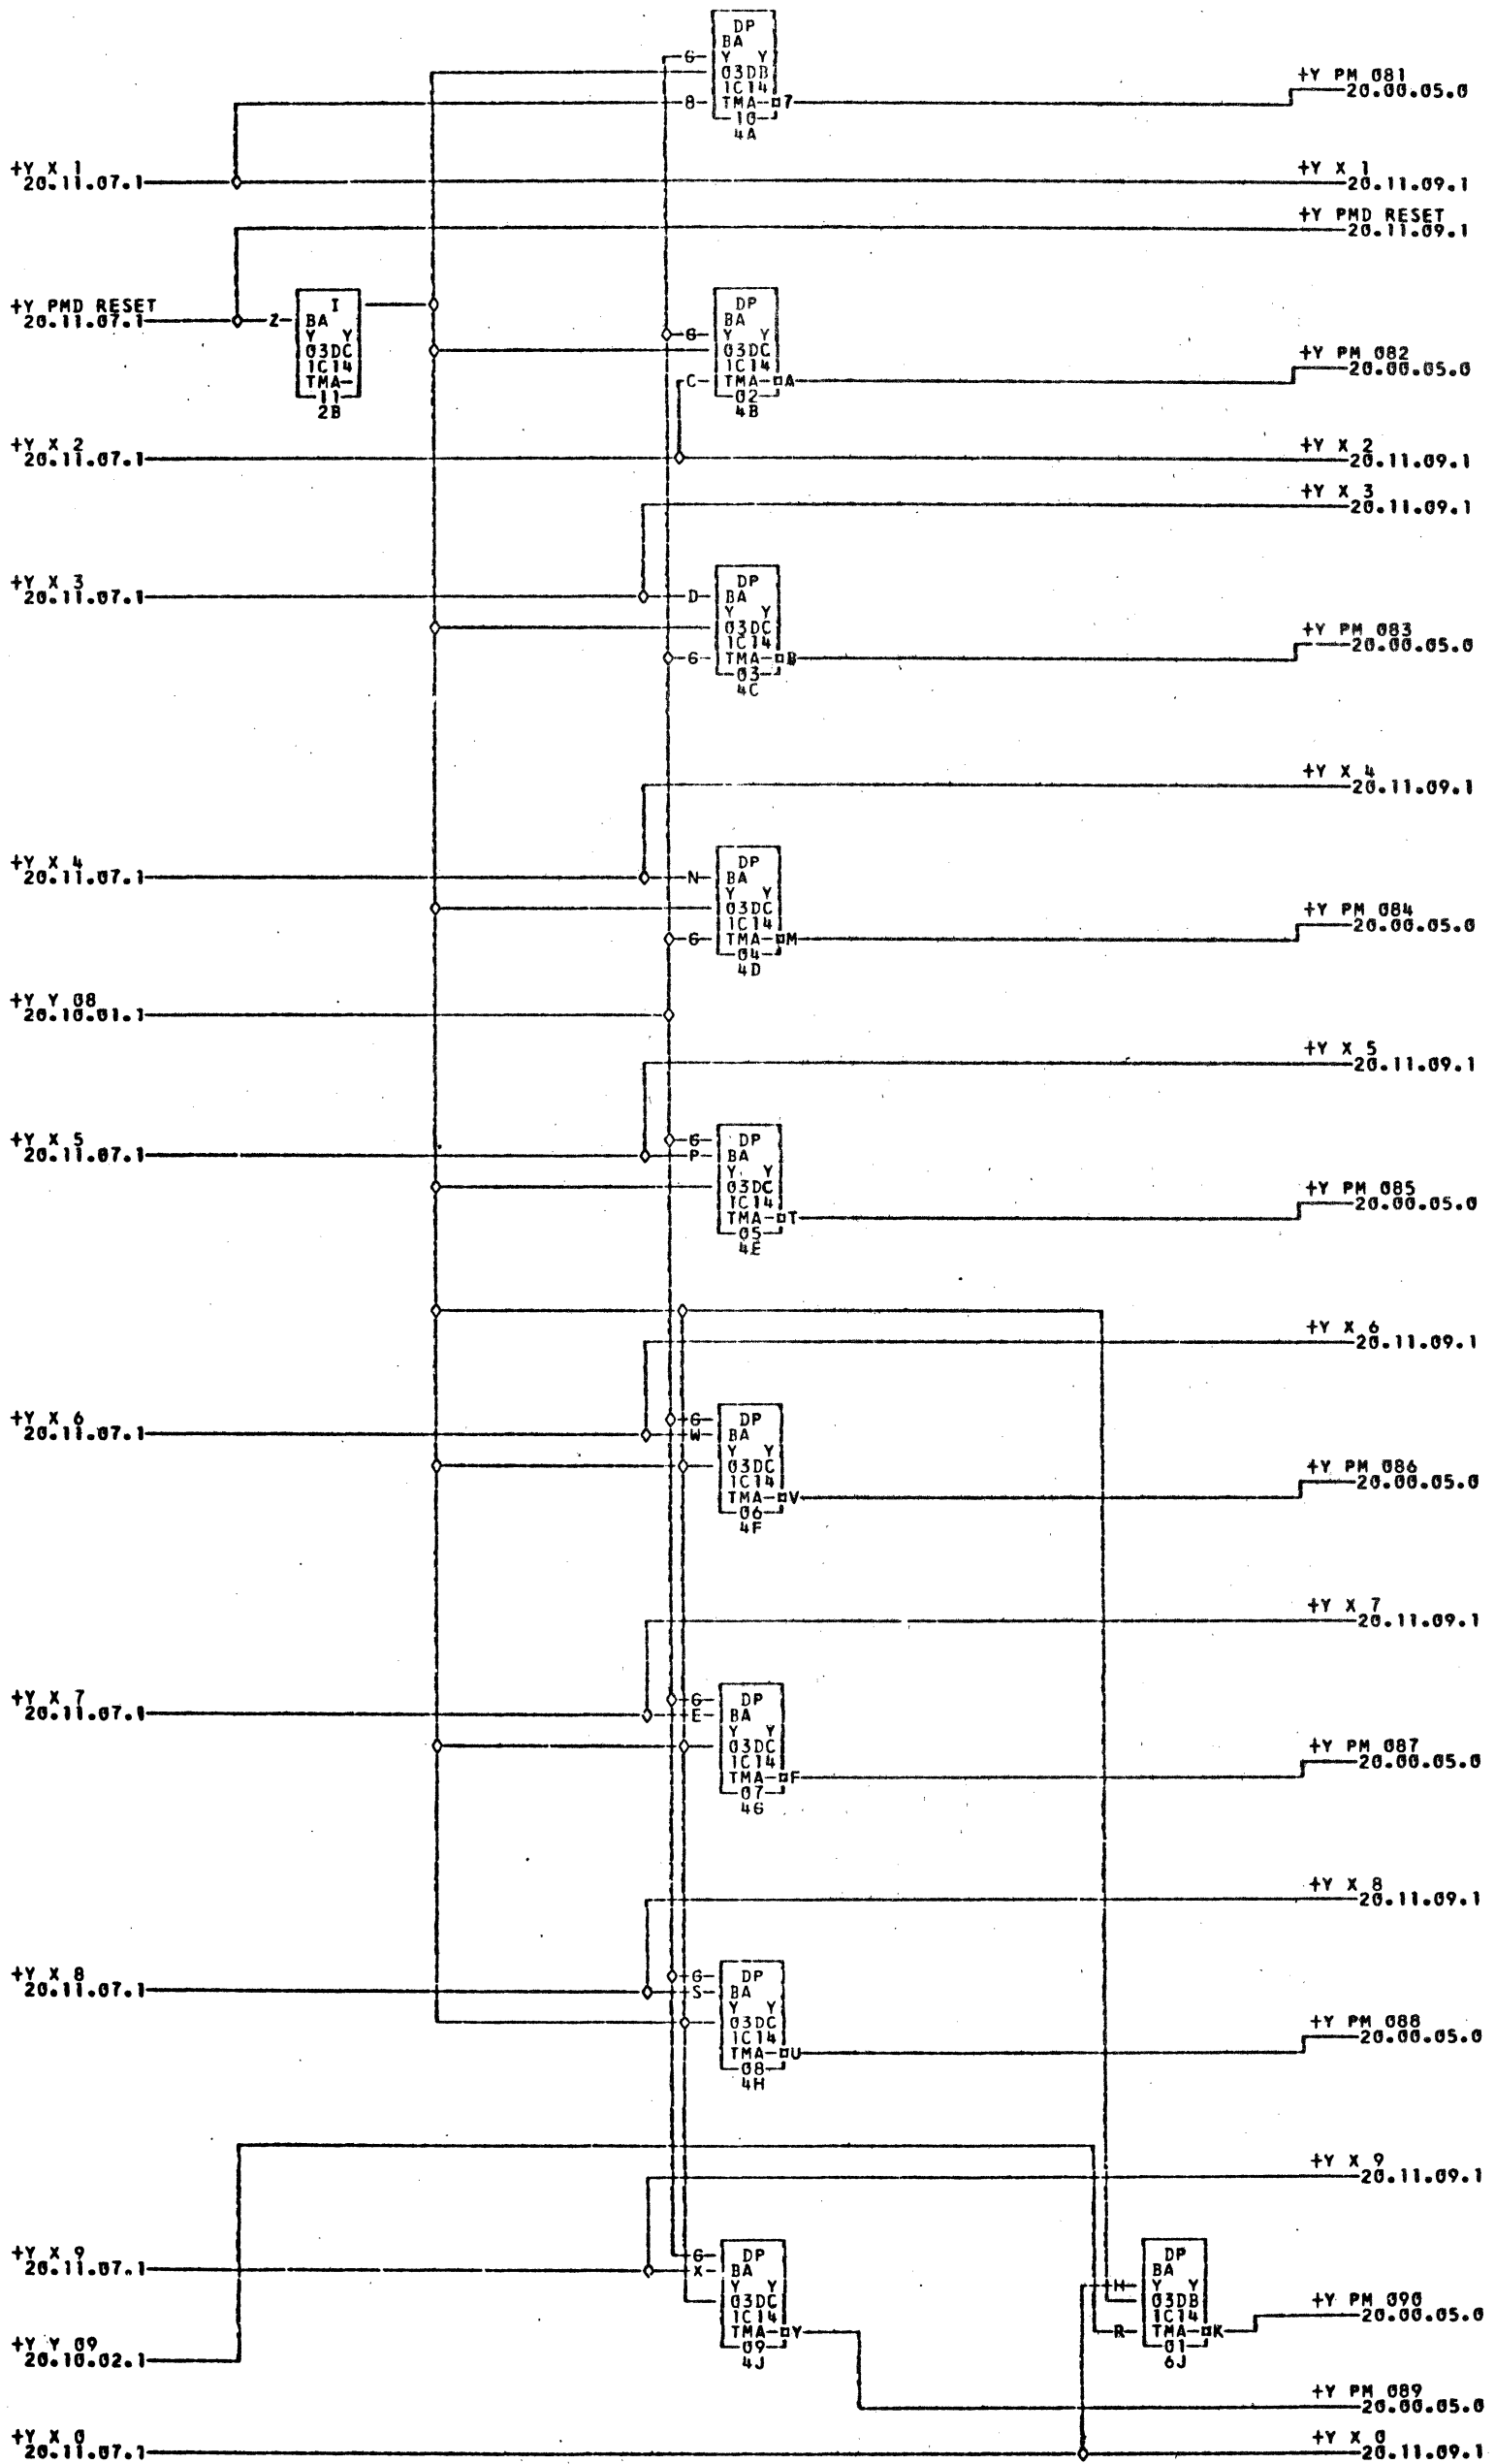 DP
BA
G Y Y
03DB
1C14
8 TMA 7
10
4A
+Y PM 081
20.00.05.0
+Y X 1
20.11.07.1
+Y X 1
20.11.09.1
+Y PMD RESET
20.11.09.1
+Y PMD RESET
20.11.07.1
Z
I
BA
Y Y
03DC
1C14
TMA
11
2B
DP
BA
G Y Y
03DC
1C14
C TMA A
02
4B
+Y PM 082
20.00.05.0
+Y X 2
20.11.07.1
+Y X 2
20.11.09.1
+Y X 3
20.11.09.1
+Y X 3
20.11.07.1
DP
D BA
Y Y
03DC
1C14
G TMA B
03
4C
+Y PM 083
20.00.05.0
+Y X 4
20.11.09.1
+Y X 4
20.11.07.1
DP
N BA
Y Y
03DC
1C14
G TMA M
04
4D
+Y PM 084
20.00.05.0
+Y Y 08
20.10.01.1
+Y X 5
20.11.09.1
+Y X 5
20.11.07.1
G DP
P BA
Y Y
03DC
1C14
TMA T
05
4E
+Y PM 085
20.00.05.0
+Y X 6
20.11.09.1
+Y X 6
20.11.07.1
G DP
W BA
Y Y
03DC
1C14
TMA V
06
4F
+Y PM 086
20.00.05.0
+Y X 7
20.11.09.1
+Y X 7
20.11.07.1
G DP
E BA
Y Y
03DC
1C14
TMA F
07
4G
+Y PM 087
20.00.05.0
+Y X 8
20.11.09.1
+Y X 8
20.11.07.1
G DP
S BA
Y Y
03DC
1C14
TMA U
08
4H
+Y PM 088
20.00.05.0
+Y X 9
20.11.09.1
+Y X 9
20.11.07.1
G DP
X BA
Y Y
03DC
1C14
TMA Y
09
4J
DP
BA
H Y Y
03DB
1C14
R TMA K
01
6J
+Y PM 090
20.00.05.0
+Y Y 09
20.10.02.1
+Y PM 089
20.00.05.0
+Y X 0
20.11.07.1
+Y X 0
20.11.09.1